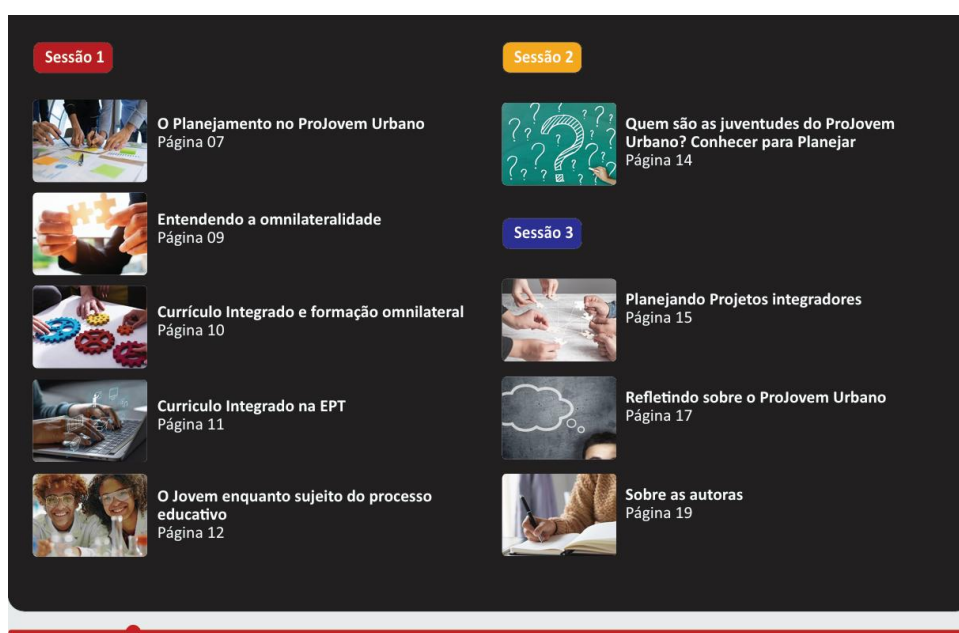 Sessão 1
O Planejamento no ProJovem Urbano
Página 07
Entendendo a omnilateralidade
Página 09
Currículo Integrado e formação omnilateral
Página 10
Curriculo Integrado na EPT
Página 11
O Jovem enquanto sujeito do processo
educativo
Página 12
Sessão 2
Quem são as juventudes do ProJovem
Urbano? Conhecer para Planejar
Página 14
Sessão 3
Planejando Projetos integradores
Página 15
Refletindo sobre o ProJovem Urbano
Página 17
Sobre as autoras
Página 19